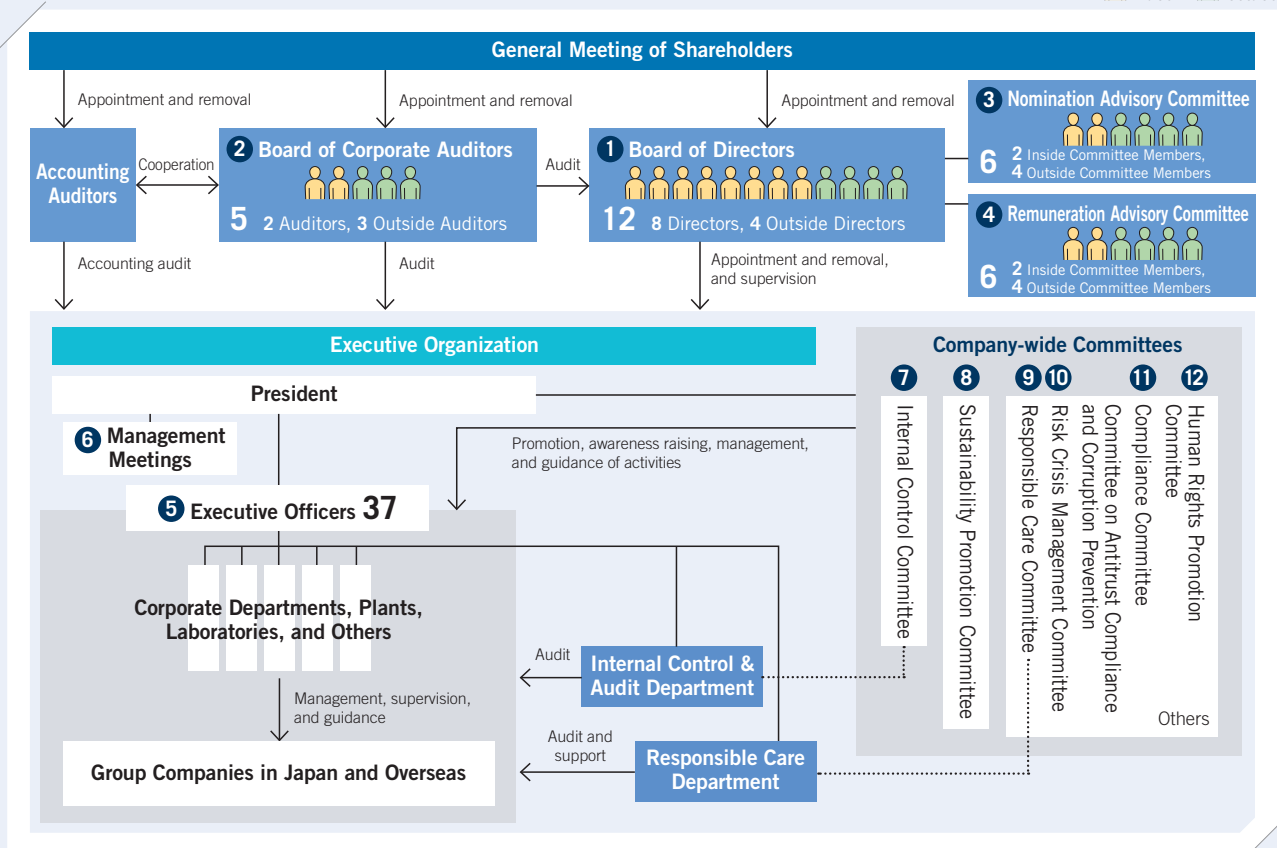 General Meeting of Shareholders
Appointment and removal
Appointment and removal
Appointment and removal
Accounting
Auditors
Cooperation
2 Board of Corporate Auditors
5 2 Auditors, 3 Outside Auditors
Audit
1 Board of Directors
12 8 Directors, 4 Outside Directors
3 Nomination Advisory Committee
6 2 Inside Committee Members,
4 Outside Committee Members
4 Remuneration Advisory Committee
6 2 Inside Committee Members,
4 Outside Committee Members
Accounting audit
Audit
Appointment and removal,
and supervision
Executive Organization
President
6 Management
Meetings
5 Executive Officers 37
Promotion, awareness raising, management,
and guidance of activities
Corporate Departments, Plants,
Laboratories, and Others
Management, supervision,
and guidance
Group Companies in Japan and Overseas
Audit
Internal Control &
Audit Department
Audit and
support
Responsible Care
Department
Company-wide Committees
7
Internal Control Committee
8
Sustainability Promotion Committee
9
Responsible Care Committee
10
Risk Crisis Management Committee
Committee on Antitrust Compliance
and Corruption Prevention
11
Compliance Committee
12
Human Rights Promotion
Committee
Others